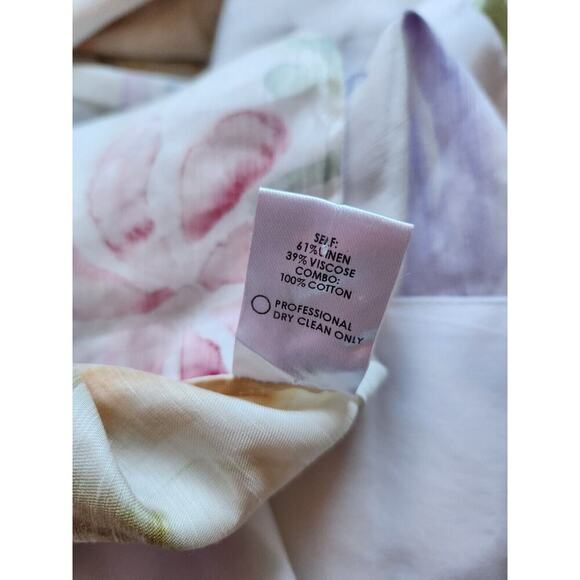 SELF:
61% LINEN
39% VISCOSE
COMBO:
100% COTTON
PROFESSIONAL
DRY CLEAN ONLY